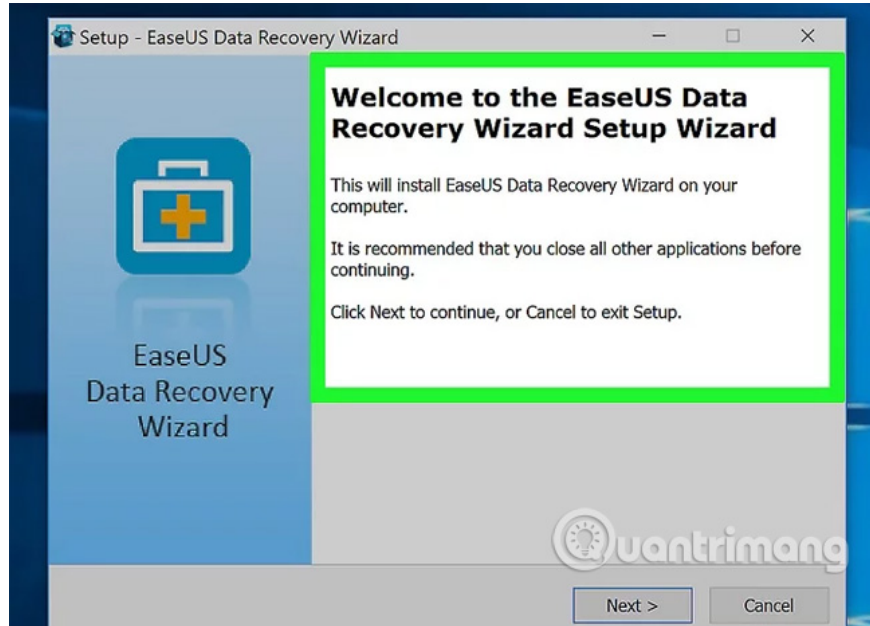 Setup - EaseUS Data Recovery Wizard
Welcome to the EaseUS Data
Recovery Wizard Setup Wizard
This will install EaseUS Data Recovery Wizard on your
computer.
It is recommended that you close all other applications before
continuing.
Click Next to continue, or Cancel to exit Setup.
EaseUS
Data Recovery
Wizard
Quantrimang
Next >
Cancel